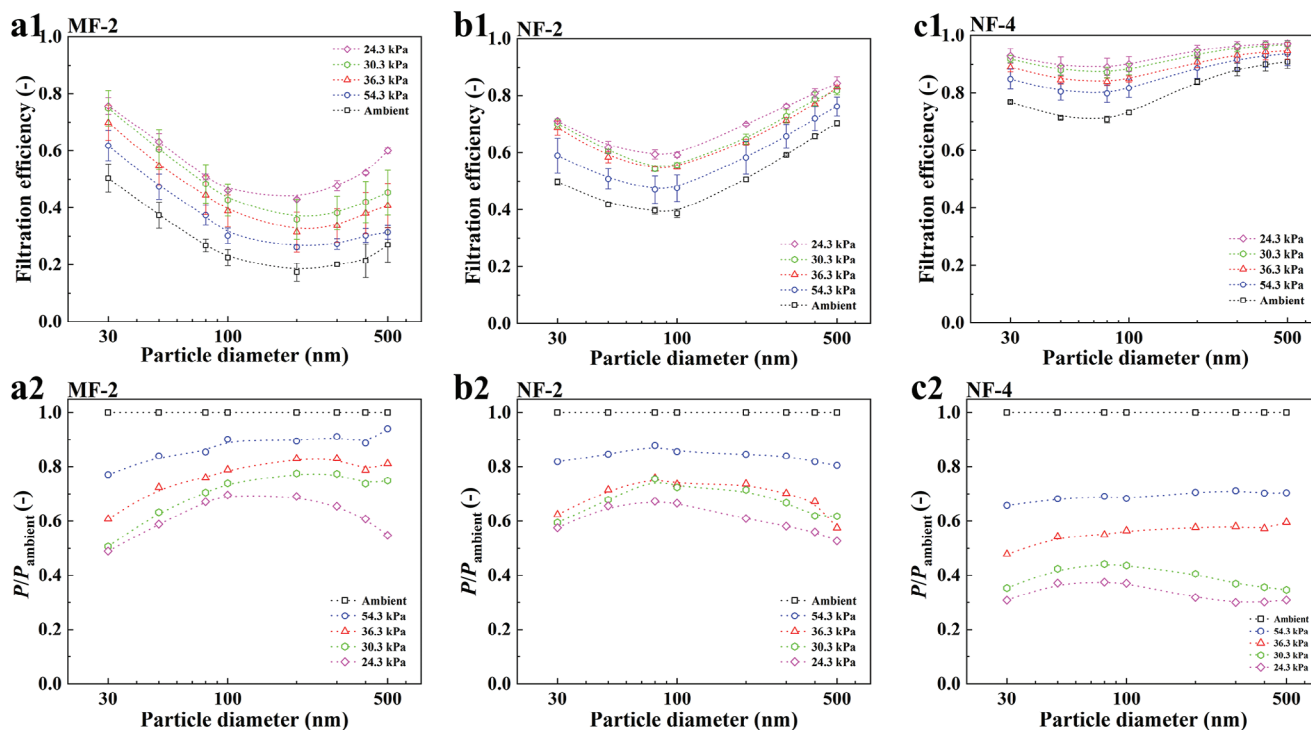 a1 MF-2
1.0
0.8
0.6
0.4
0.2
0.0
Filtration efficiency (-)
24.3 kPa
30.3 kPa
36.3 kPa
54.3 kPa
Ambient
30 100 500
Particle diameter (nm)
b1 NF-2
1.0
0.8
0.6
0.4
0.2
0.0
Filtration efficiency (-)
24.3 kPa
30.3 kPa
36.3 kPa
54.3 kPa
Ambient
30 100 500
Particle diameter (nm)
c1 NF-4
1.0
0.8
0.6
0.4
0.2
0.0
Filtration efficiency (-)
24.3 kPa
30.3 kPa
36.3 kPa
54.3 kPa
Ambient
30 100 500
Particle diameter (nm)
a2 MF-2
1.0
0.8
0.6
0.4
0.2
0.0
P/Pambient (-)
Ambient
54.3 kPa
36.3 kPa
30.3 kPa
24.3 kPa
30 100 500
Particle diameter (nm)
b2 NF-2
1.0
0.8
0.6
0.4
0.2
0.0
P/Pambient (-)
Ambient
54.3 kPa
36.3 kPa
30.3 kPa
24.3 kPa
30 100 500
Particle diameter (nm)
c2 NF-4
1.0
0.8
0.6
0.4
0.2
0.0
P/Pambient (-)
Ambient
54.3 kPa
36.3 kPa
30.3 kPa
24.3 kPa
30 100 500
Particle diameter (nm)